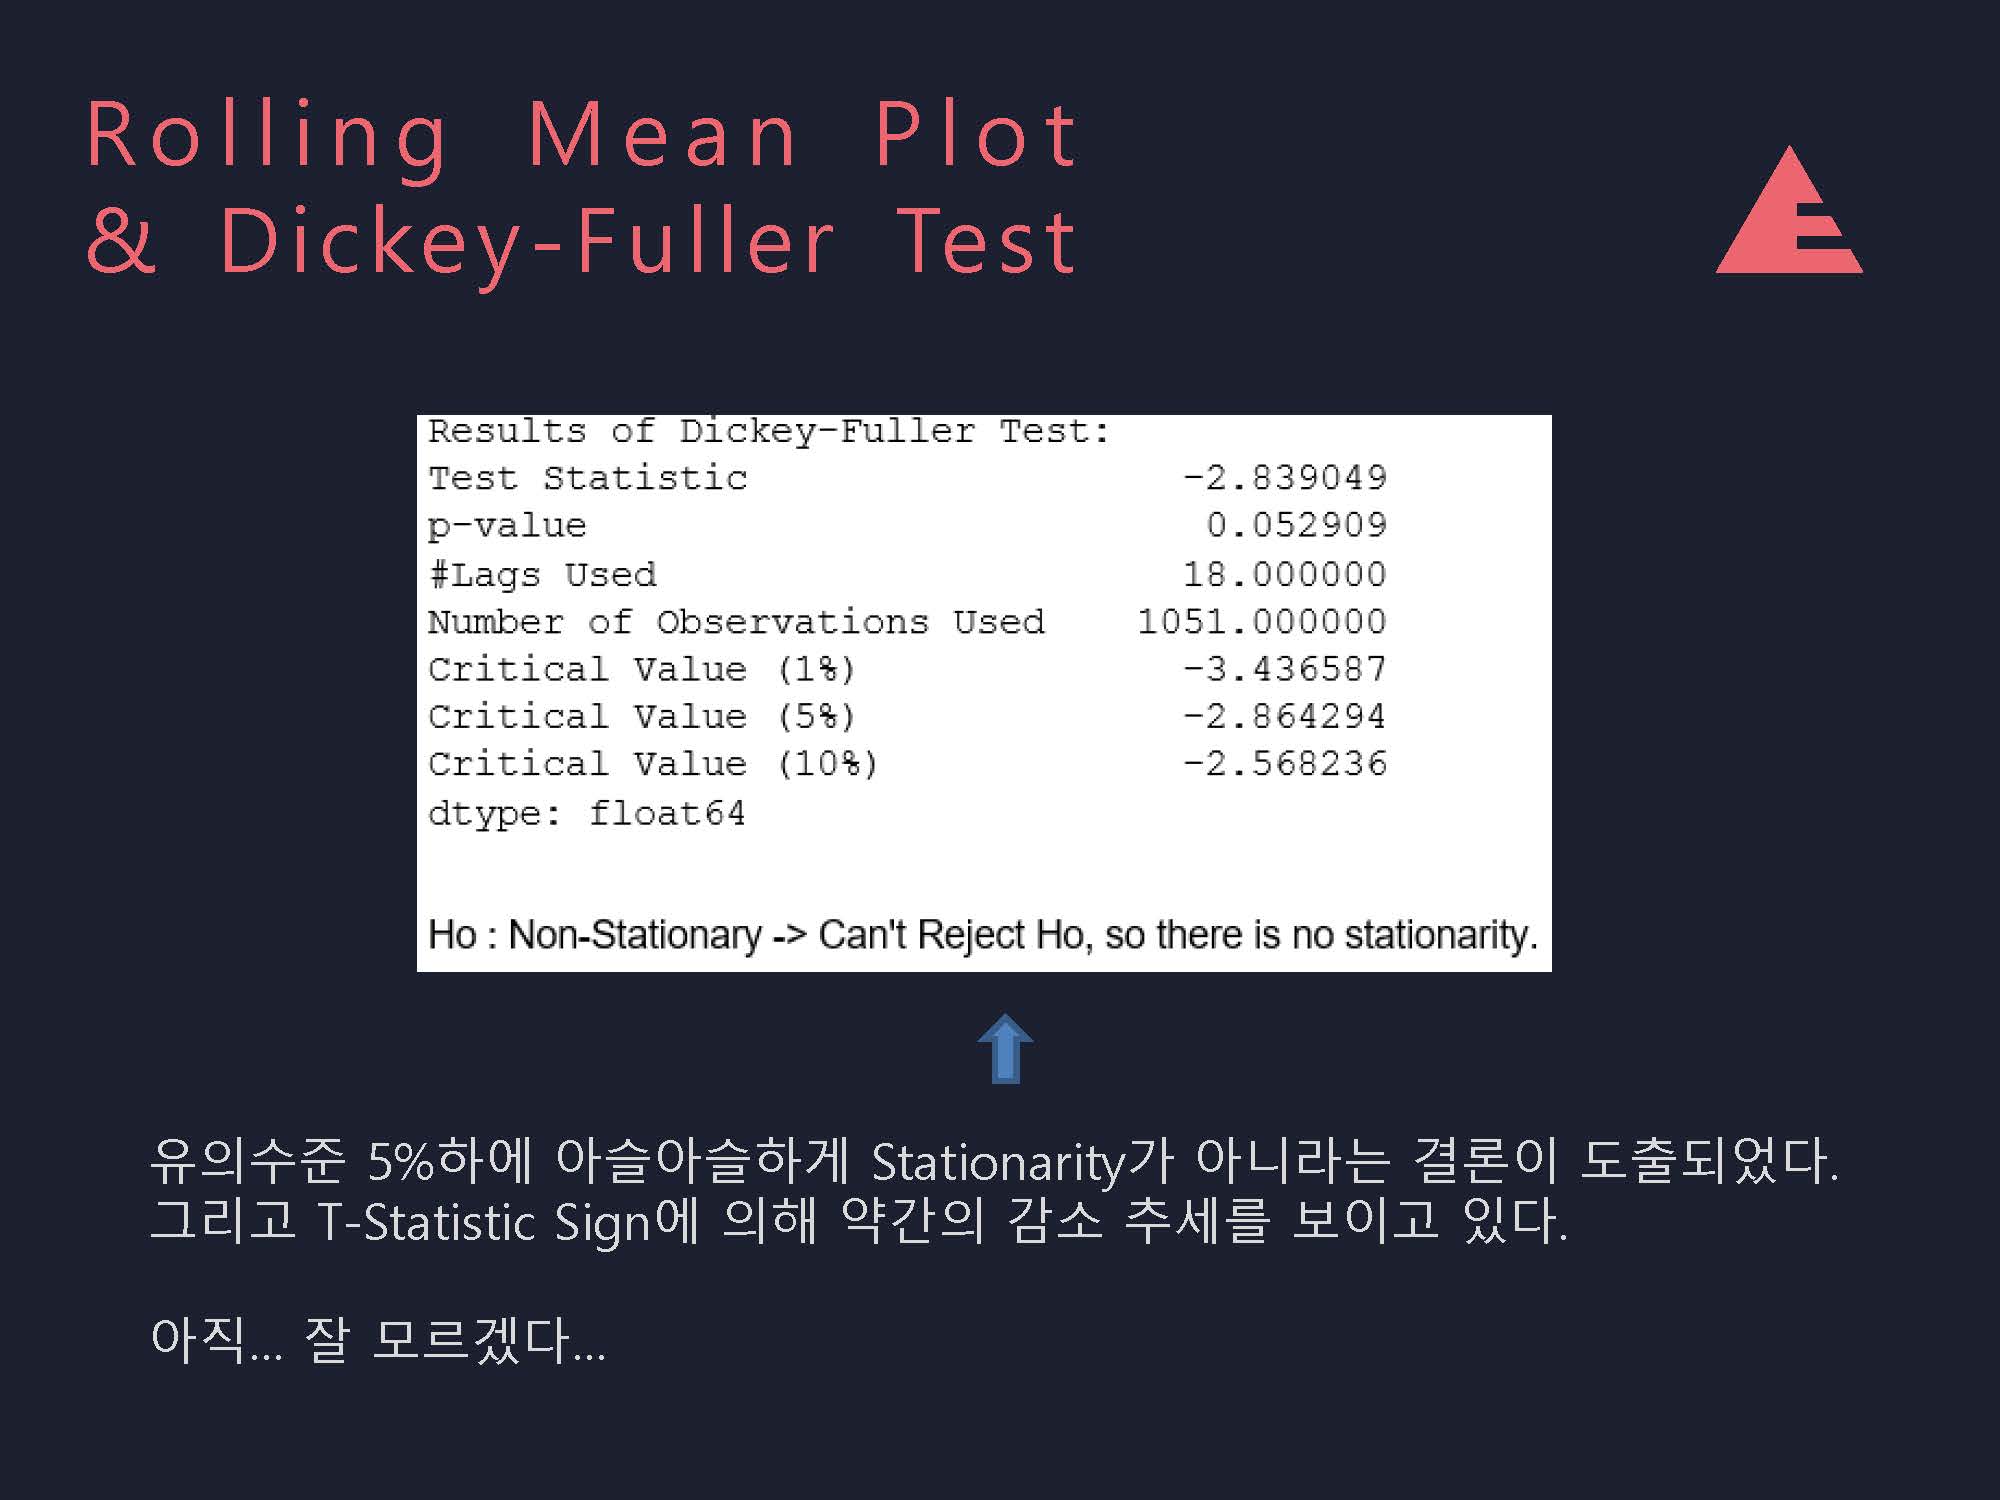 Rolling Mean Plot
& Dickey-Fuller Test
Results of Dickey-Fuller Test:
Test Statistic -2.839049
p-value 0.052909
#Lags Used 18.000000
Number of Observations Used 1051.000000
Critical Value (1%) -3.436587
Critical Value (5%) -2.864294
Critical Value (10%) -2.568236
dtype: float64
Ho : Non-Stationary -> Can't Reject Ho, so there is no stationarity.
유의수준 5%하에 아슬아슬하게 Stationarity가 아니라는 결론이 도출되었다.
그리고 T-Statistic Sign에 의해 약간의 감소 추세를 보이고 있다.
아직... 잘 모르겠다...